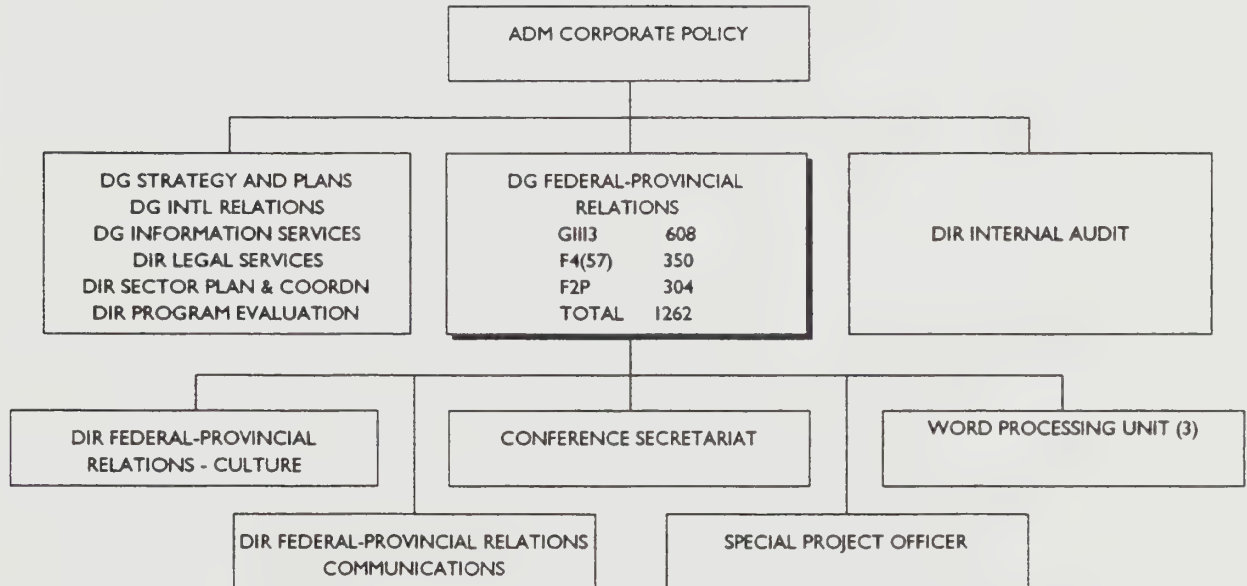 ADM CORPORATE POLICY
DG STRATEGY AND PLANS
DG INTL RELATIONS
DG INFORMATION SERVICES
DIR LEGAL SERVICES
DIR SECTOR PLAN & COORDN
DIR PROGRAM EVALUATION
DG FEDERAL-PROVINCIAL
RELATIONS
GIII3 608
F4(57) 350
F2P 304
TOTAL 1262
DIR INTERNAL AUDIT
DIR FEDERAL-PROVINCIAL
RELATIONS - CULTURE
CONFERENCE SECRETARIAT
WORD PROCESSING UNIT (3)
DIR FEDERAL-PROVINCIAL RELATIONS
COMMUNICATIONS
SPECIAL PROJECT OFFICER